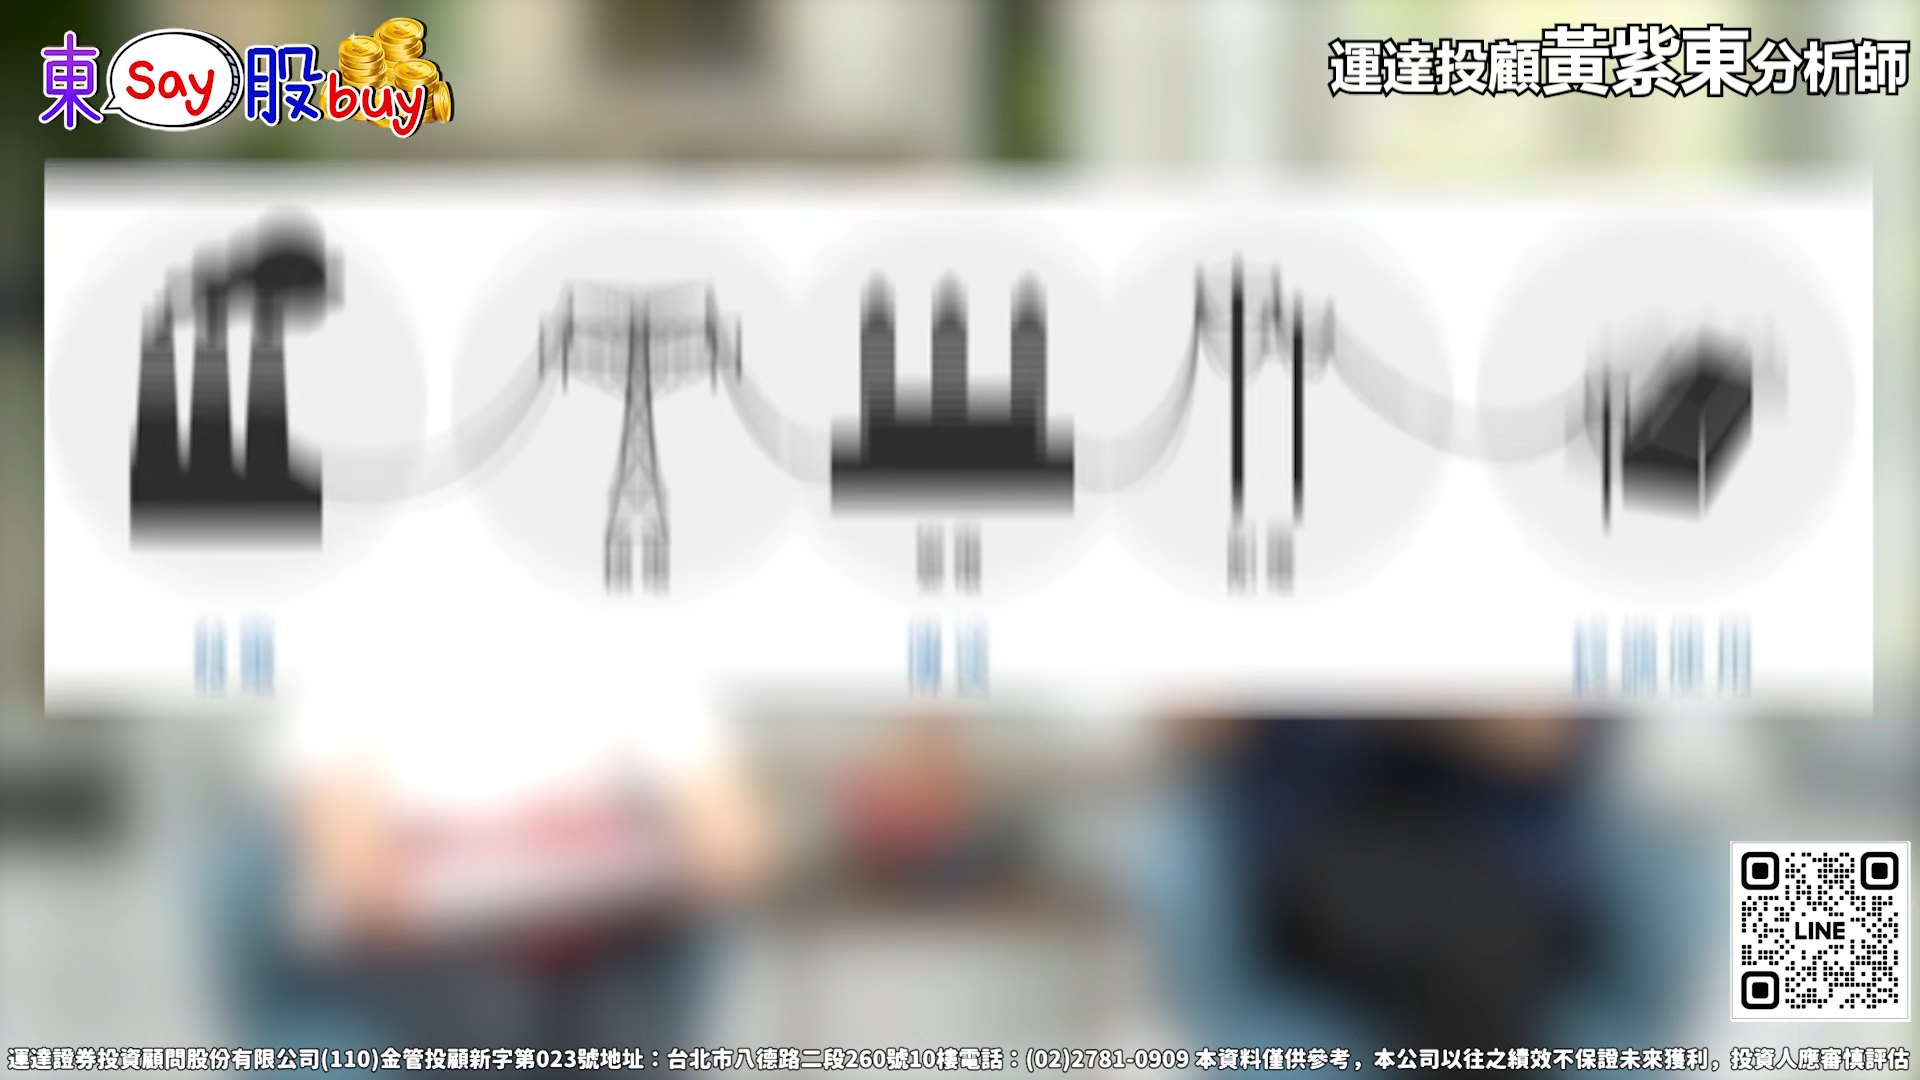 東Say股buy
運達投顧黃紫東分析師
LINE
運達證券投資顧問股份有限公司(110)金管投顧新字第023號地址：台北市八德路二段260號10樓電話：(02)2781-0909 本資料僅供參考，本公司以往之績效不保證未來獲利，投資人應審慎評估